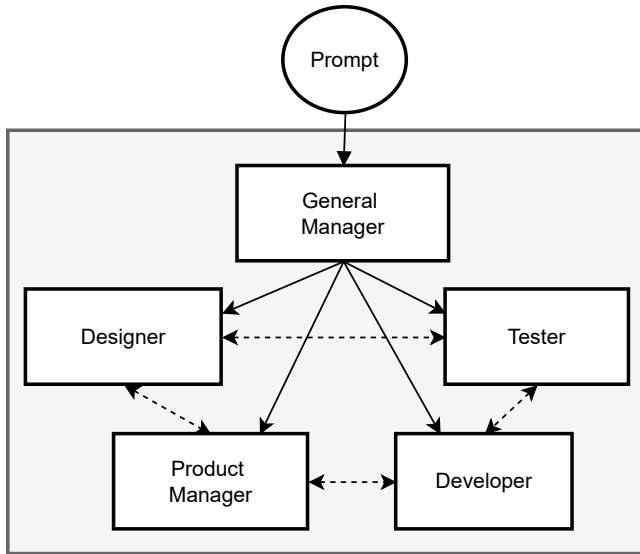 Prompt
General
Manager
Designer
Tester
Product
Manager
Developer